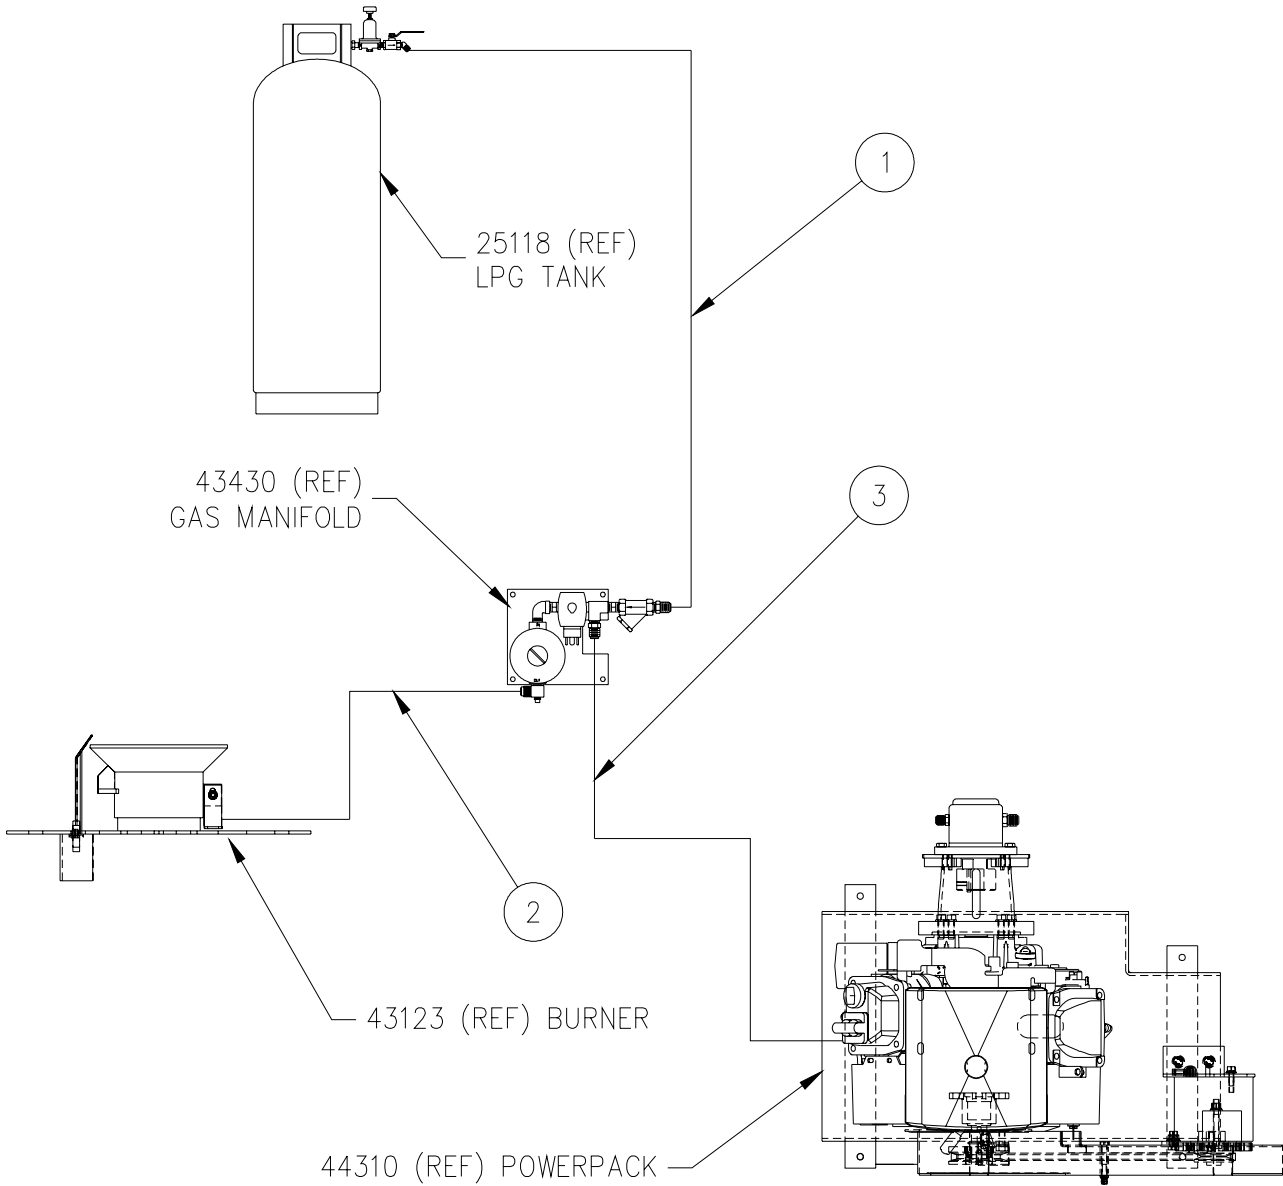 1
25118 (REF)
LPG TANK
43430 (REF)
GAS MANIFOLD
3
2
43123 (REF) BURNER
44310 (REF) POWERPACK